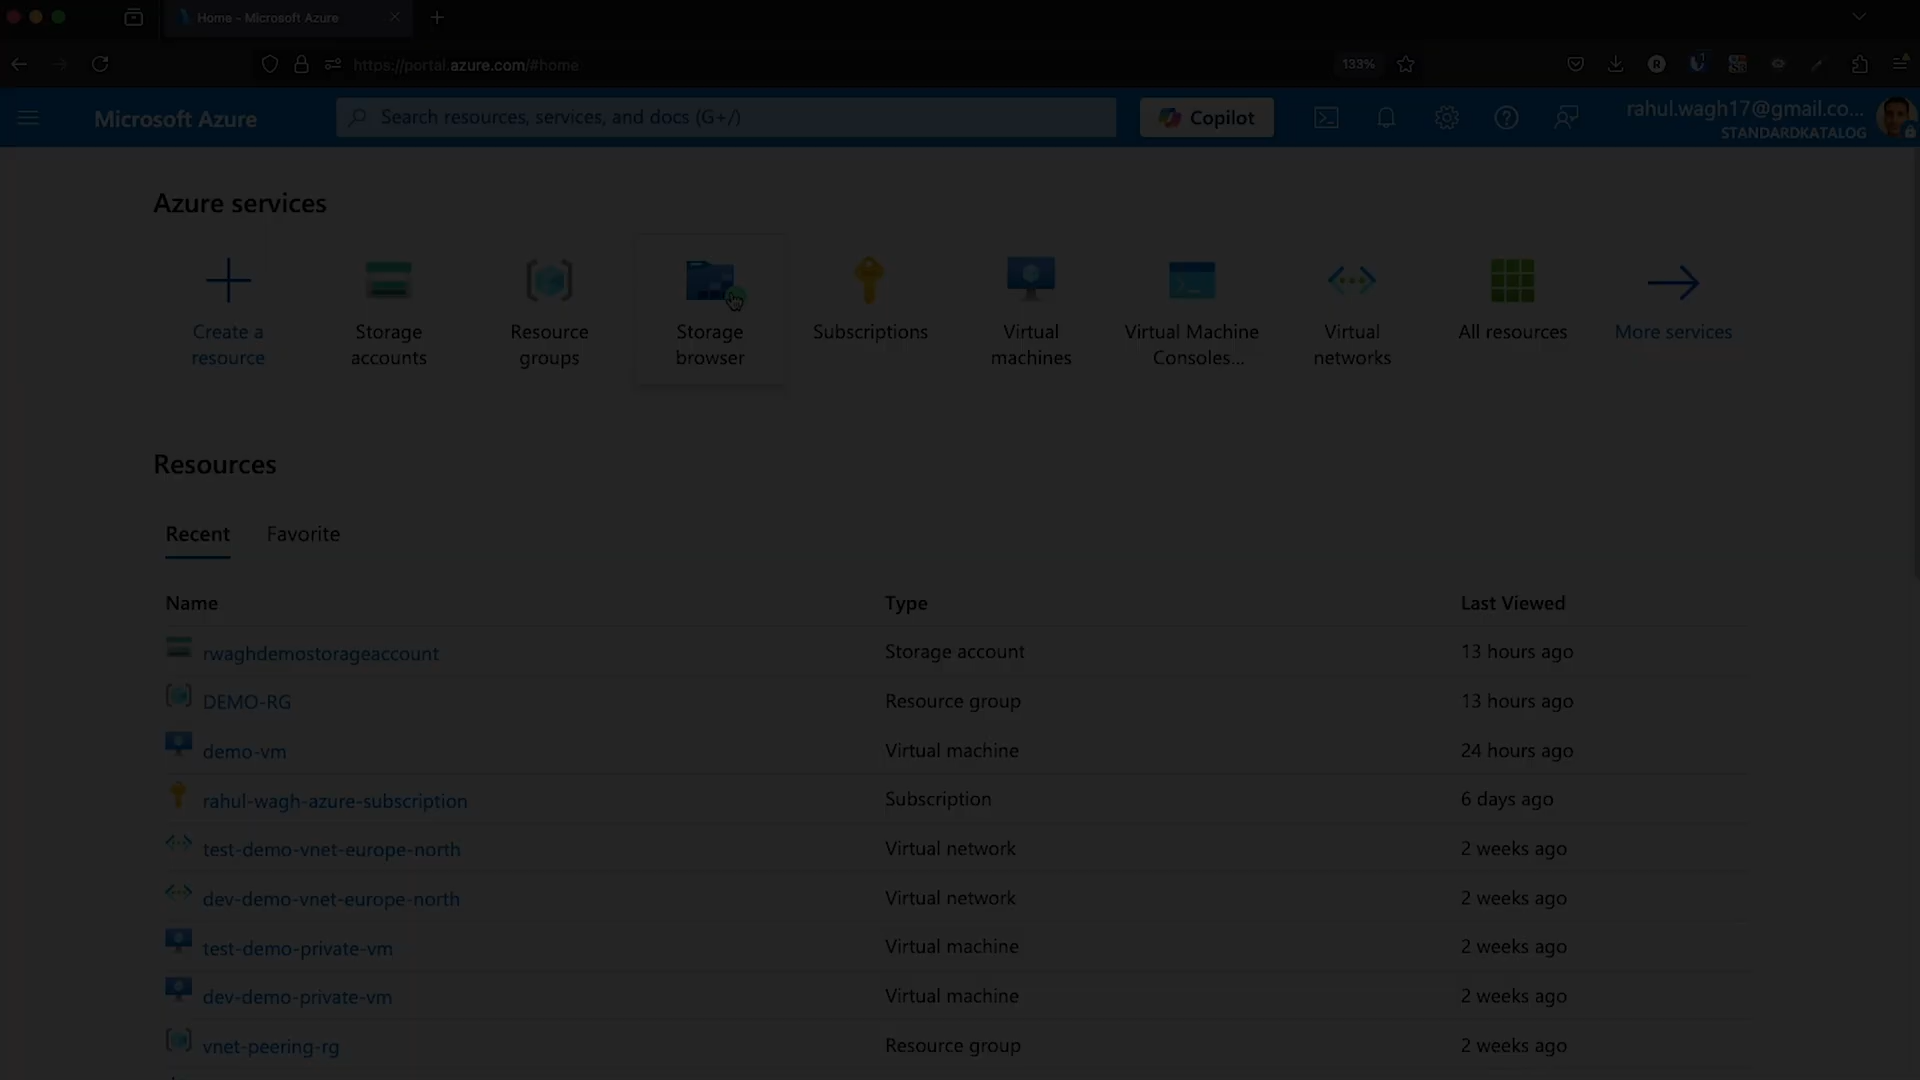 Home - Microsoft Azure
https://portal.azure.com/#home
133%
Microsoft Azure
Search resources, services, and docs (G+/)
Copilot
rahul.wagh17@gmail.co...
STANDARDKATALOG
Azure services
Create a resource
Storage accounts
Resource groups
Storage browser
Subscriptions
Virtual machines
Virtual Machine Consoles...
Virtual networks
All resources
More services
Resources
Recent Favorite
Name Type Last Viewed
rwaghdemostorageaccount Storage account 13 hours ago
DEMO-RG Resource group 13 hours ago
demo-vm Virtual machine 24 hours ago
rahul-wagh-azure-subscription Subscription 6 days ago
test-demo-vnet-europe-north Virtual network 2 weeks ago
dev-demo-vnet-europe-north Virtual network 2 weeks ago
test-demo-private-vm Virtual machine 2 weeks ago
dev-demo-private-vm Virtual machine 2 weeks ago
vnet-peering-rg Resource group 2 weeks ago